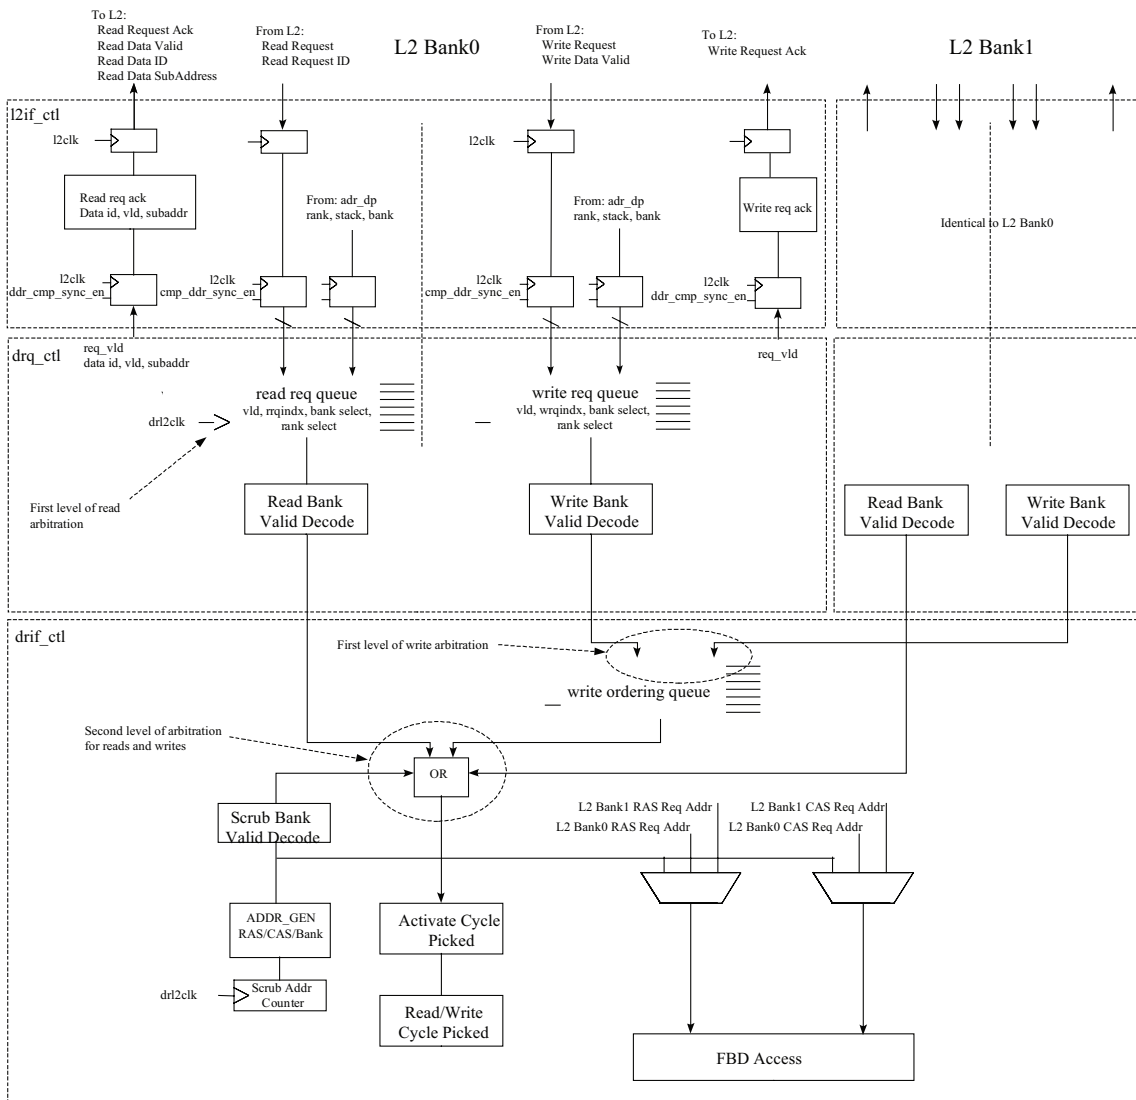 To L2:
Read Request Ack
Read Data Valid
Read Data ID
Read Data SubAddress
From L2:
Read Request
Read Request ID
L2 Bank0
From L2:
Write Request
Write Data Valid
To L2:
Write Request Ack
L2 Bank1
l2if_ctl
l2clk
l2clk
Read req ack
Data id, vld, subaddr
From: adr_dp
rank, stack, bank
From: adr_dp
rank, stack, bank
Write req ack
Identical to L2 Bank0
l2clk
ddr_cmp_sync_en
l2clk
cmp_ddr_sync_en
l2clk
cmp_ddr_sync_en
l2clk
ddr_cmp_sync_en
drq_ctl
req_vld
data id, vld, subaddr
req_vld
read req queue
vld, rrqindx, bank select,
rank select
write req queue
vld, wrqindx, bank select,
rank select
drl2clk
First level of read
arbitration
Read Bank
Valid Decode
Write Bank
Valid Decode
Read Bank
Valid Decode
Write Bank
Valid Decode
drif_ctl
First level of write arbitration
write ordering queue
Second level of arbitration
for reads and writes
OR
Scrub Bank
Valid Decode
L2 Bank1 RAS Req Addr
L2 Bank0 RAS Req Addr
L2 Bank1 CAS Req Addr
L2 Bank0 CAS Req Addr
ADDR_GEN
RAS/CAS/Bank
Activate Cycle
Picked
drl2clk
Scrub Addr
Counter
Read/Write
Cycle Picked
FBD Access